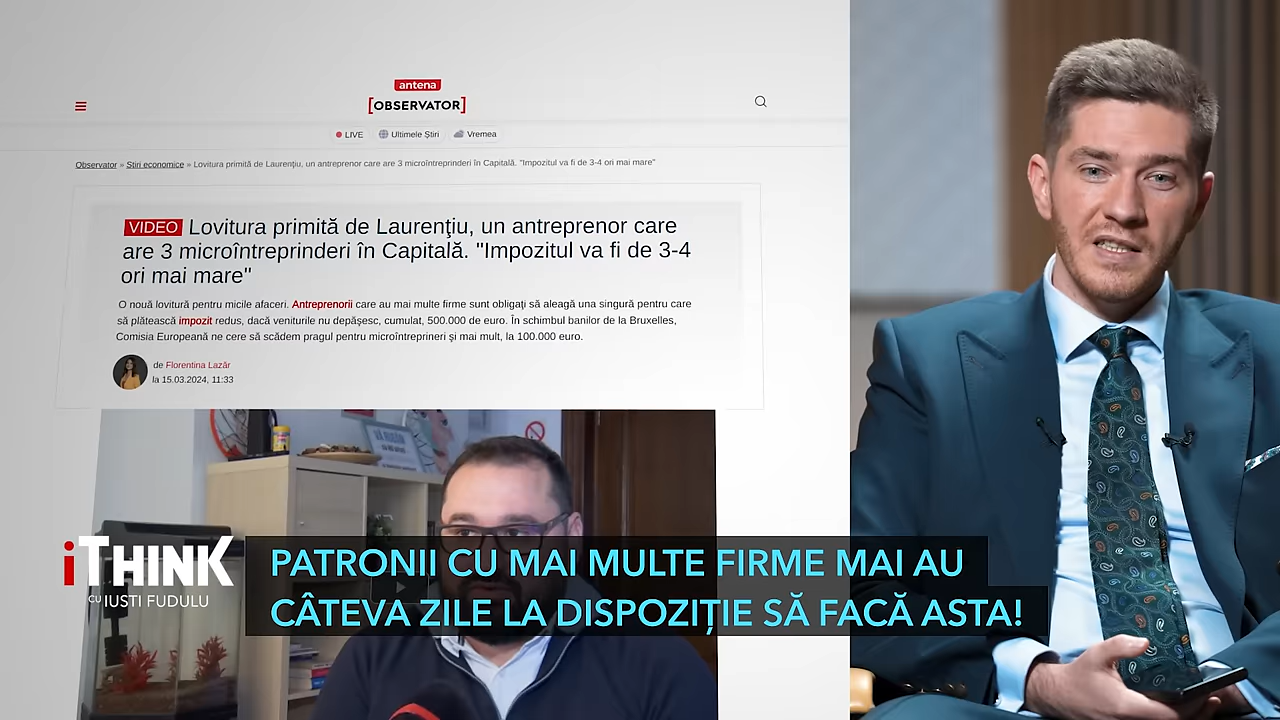 antena
[OBSERVATOR]
LIVE Ultimele Știri Vremea
Observator » Știri economice » Lovitura primită de Laurenţiu, un antreprenor care are 3 microîntreprinderi în Capitală. "Impozitul va fi de 3-4 ori mai mare"
VIDEO Lovitura primită de Laurenţiu, un antreprenor care
are 3 microîntreprinderi în Capitală. "Impozitul va fi de 3-4
ori mai mare"
O nouă lovitură pentru micile afaceri. Antreprenorii care au mai multe firme sunt obligați să aleagă una singură pentru care
să plătească impozit redus, dacă veniturile nu depășesc, cumulat, 500.000 de euro. În schimbul banilor de la Bruxelles,
Comisia Europeană ne cere să scădem pragul pentru microîntreprineri şi mai mult, la 100.000 euro.
de Florentina Lazăr
la 15.03.2024, 11:33
iTHINK
CU IUSTI FUDULU
PATRONII CU MAI MULTE FIRME MAI AU
CÂTEVA ZILE LA DISPOZIȚIE SĂ FACĂ ASTA!